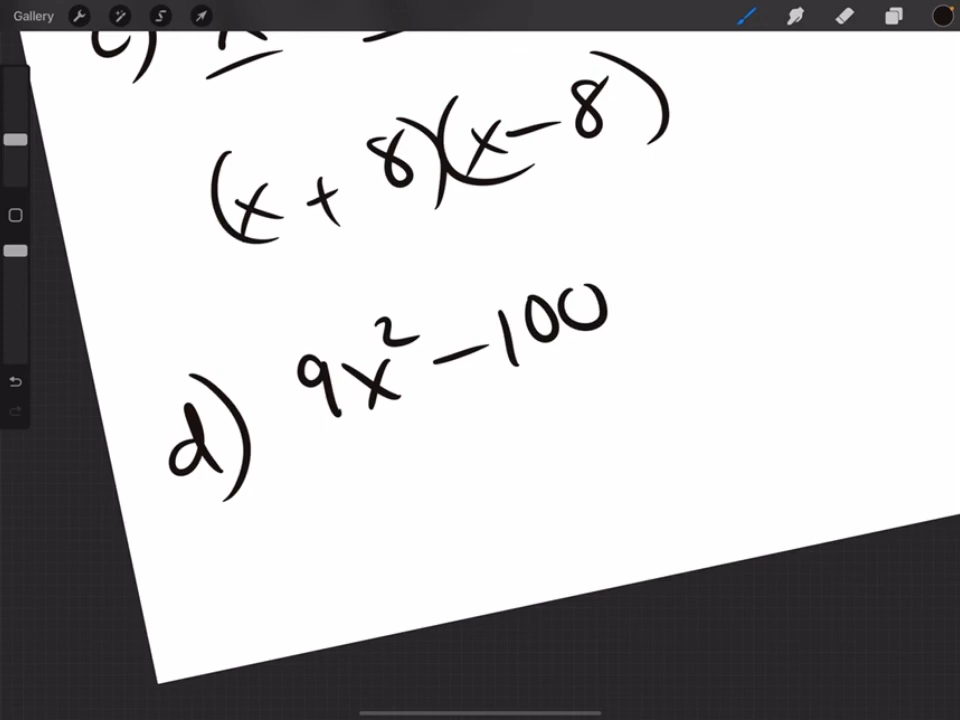 Gallery
c)
(x + 8)(x - 8)
d) 9x² - 100